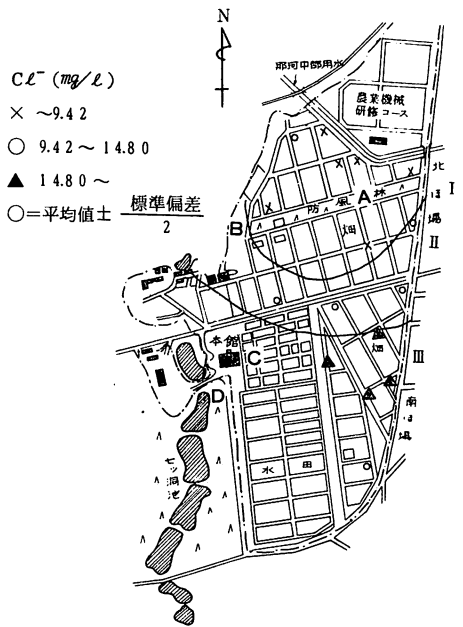 N
Cℓ⁻ (mg/ℓ)
× ～9.42
○ 9.42～14.80
▲ 14.80～
○=平均値± 標準偏差/2
那珂中部用水
農業機械
研修コース
北ほ場
I
II
III
防風林
A
B
畑
本館
C
D
畑
南ほ場
水田
七ッ洞池